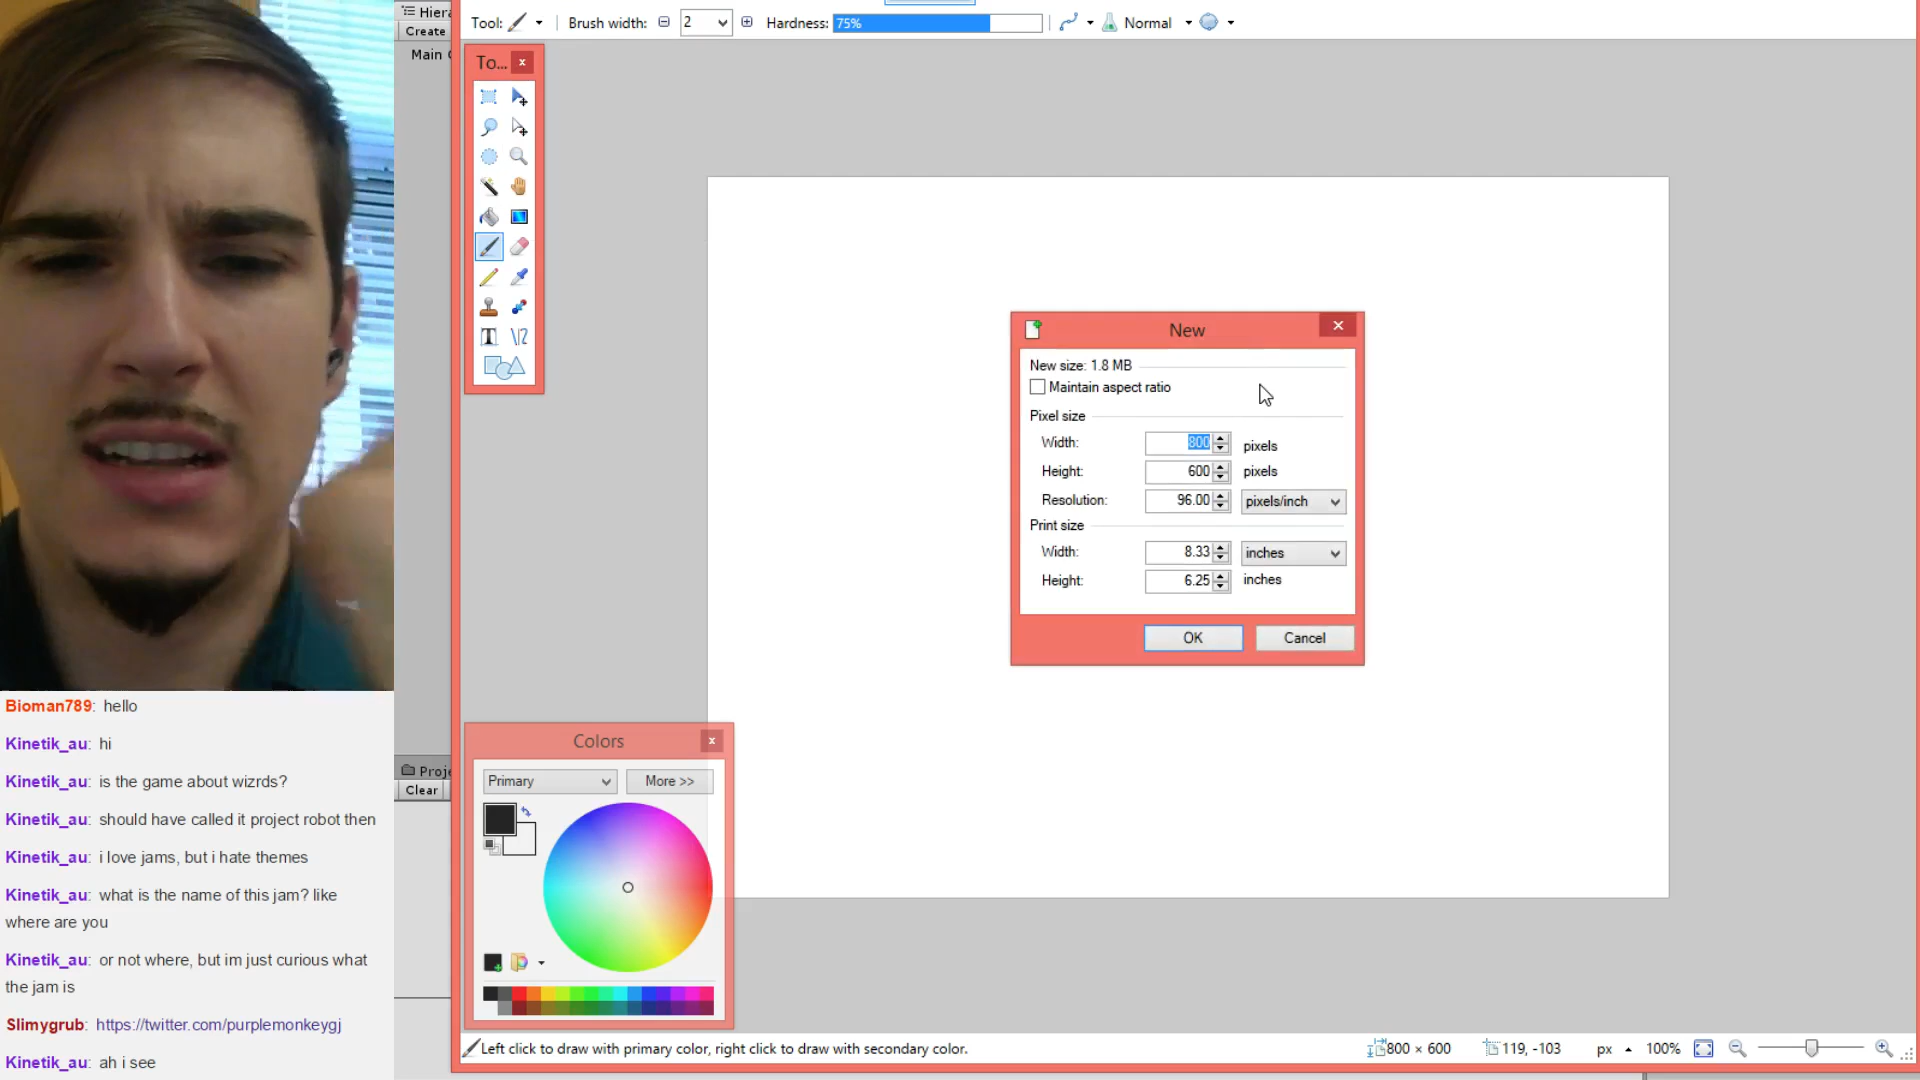 Hiera
Create
Main
Tool:
Brush width:
2
Hardness:
75%
Normal
To...
New
New size: 1.8 MB
Maintain aspect ratio
Pixel size
Width:
800
pixels
Height:
600
pixels
Resolution:
96.00
pixels/inch
Print size
Width:
8.33
inches
Height:
6.25
inches
OK
Cancel
Colors
Primary
More >>
Proje
Clear
Bioman789: hello
Kinetik_au: hi
Kinetik_au: is the game about wizrds?
Kinetik_au: should have called it project robot then
Kinetik_au: i love jams, but i hate themes
Kinetik_au: what is the name of this jam? like
where are you
Kinetik_au: or not where, but im just curious what
the jam is
Slimygrub: https://twitter.com/purplemonkeygj
Kinetik_au: ah i see
Left click to draw with primary color, right click to draw with secondary color.
800 × 600
119, -103
px
100%